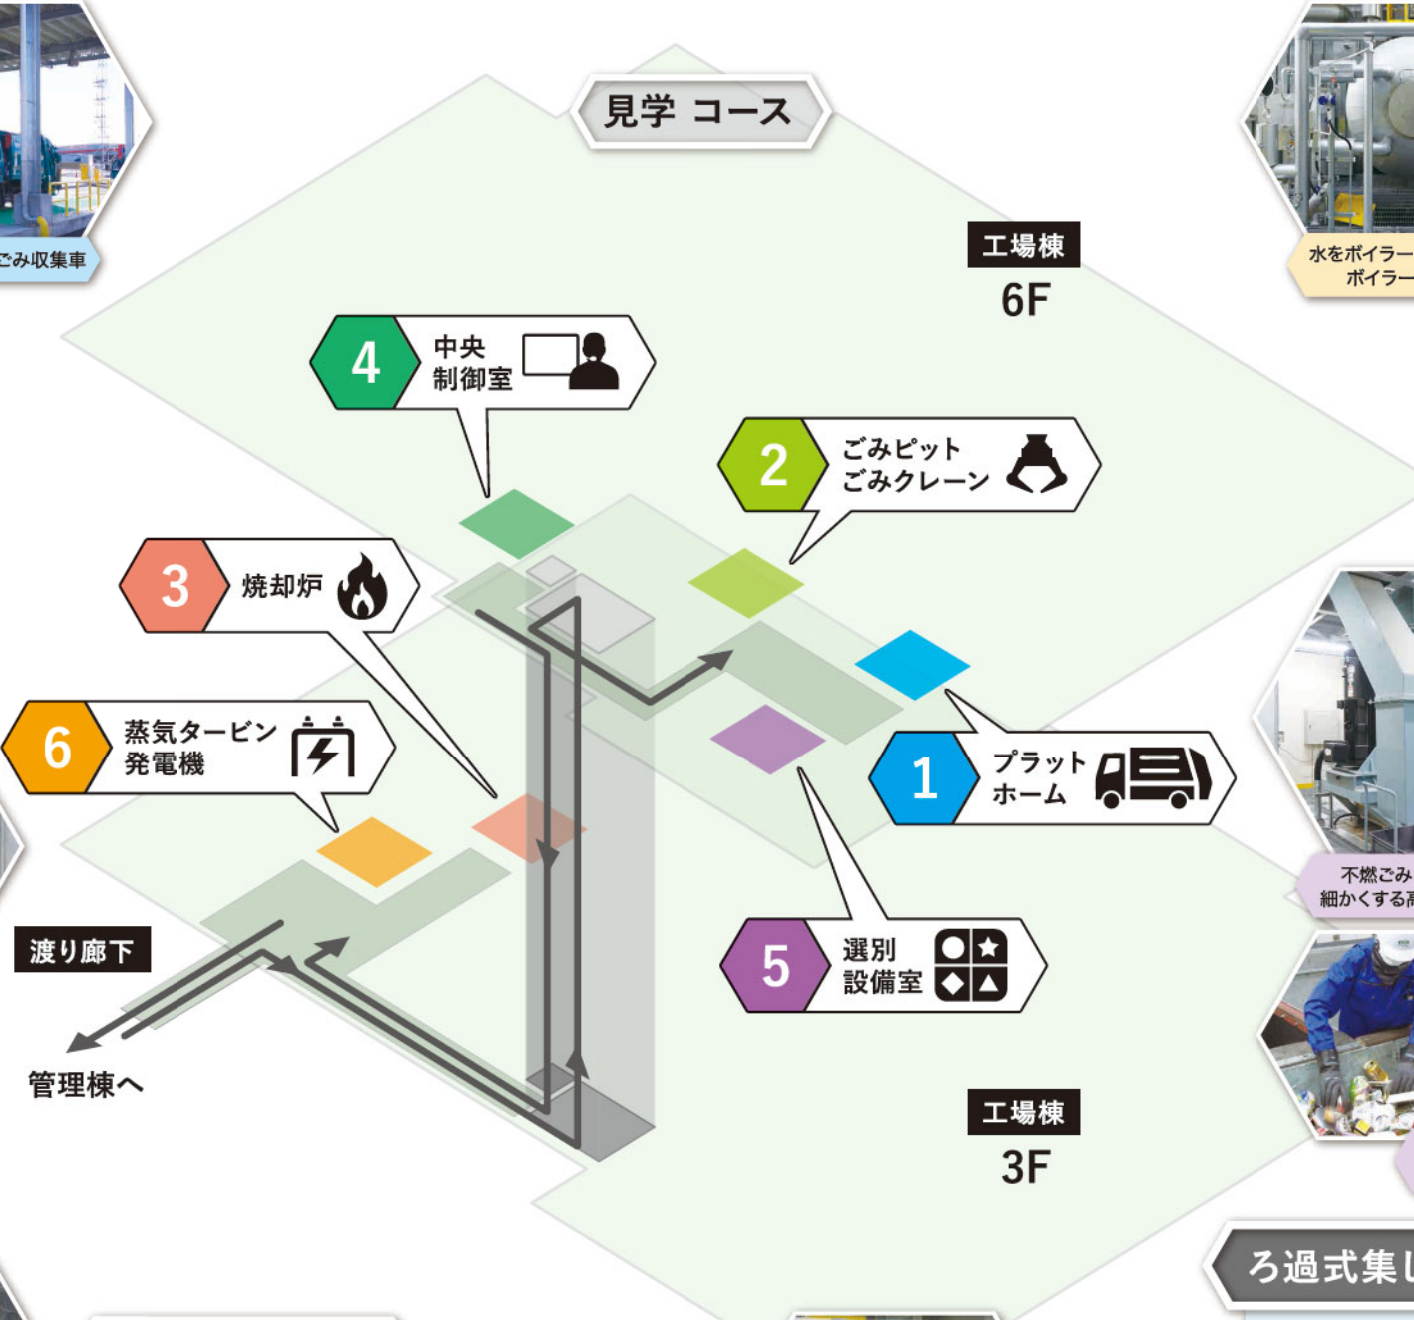 見学 コース
ごみ収集車
工場棟
6F
水をボイラー
ボイラー
4
中央
制御室
2
ごみピット
ごみクレーン
3
焼却炉
6
蒸気タービン
発電機
1
プラット
ホーム
不燃ごみ
細かくする高
渡り廊下
5
選別
設備室
管理棟へ
工場棟
3F
ろ過式集じ